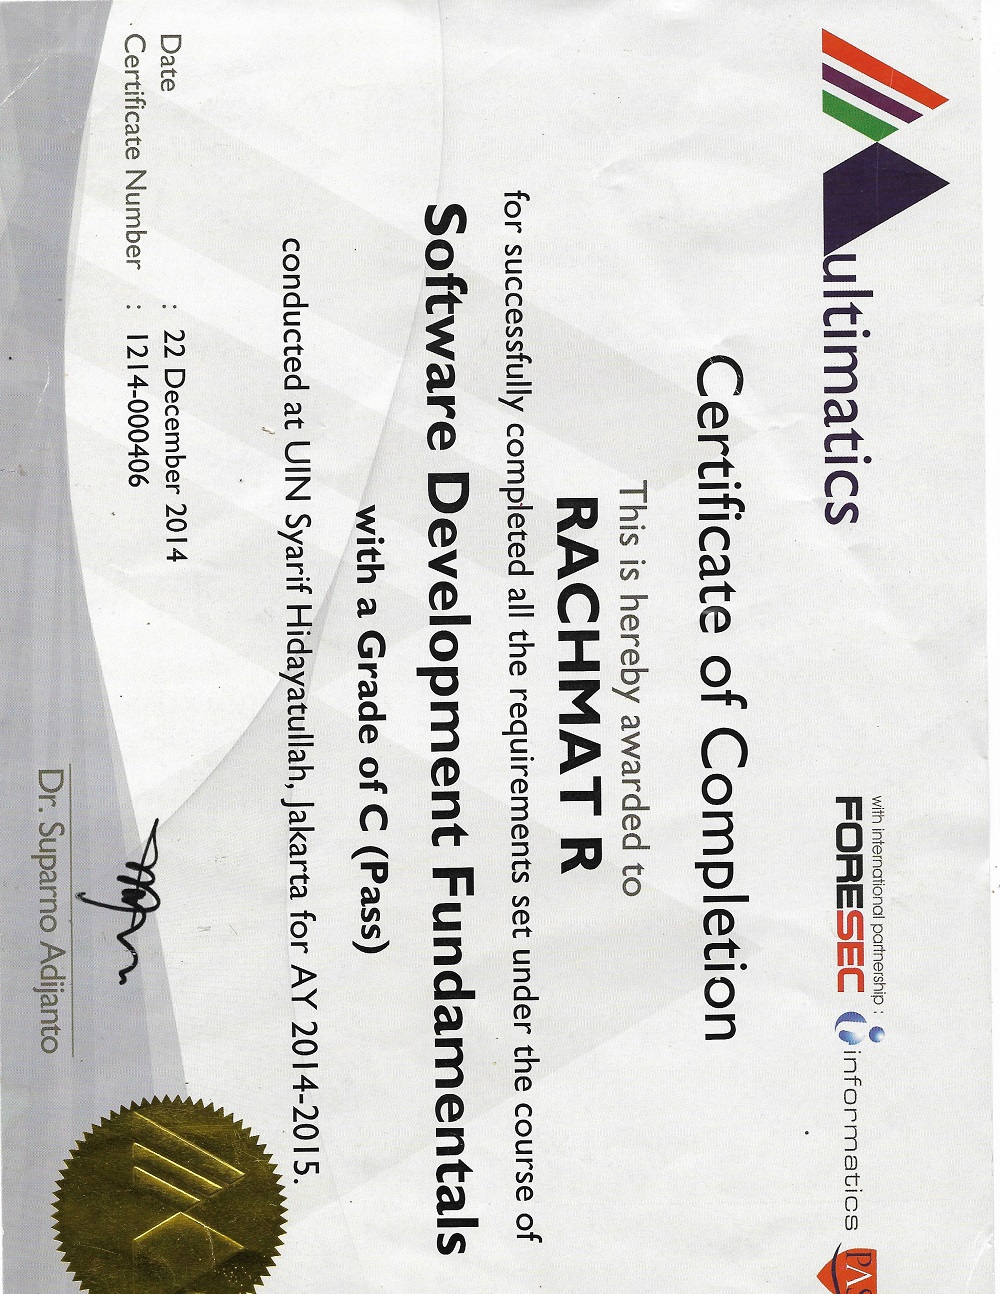 Multimatics
with international partnership :
FORESEC informatics PAS
Certificate of Completion
This is hereby awarded to
RACHMAT R
for successfully completed all the requirements set under the course of
Software Development Fundamentals
with a Grade of C (Pass)
conducted at UIN Syarif Hidayatullah, Jakarta for AY 2014-2015.
Date : 22 December 2014
Certificate Number : 1214-000406
Dr. Suparno Adijanto